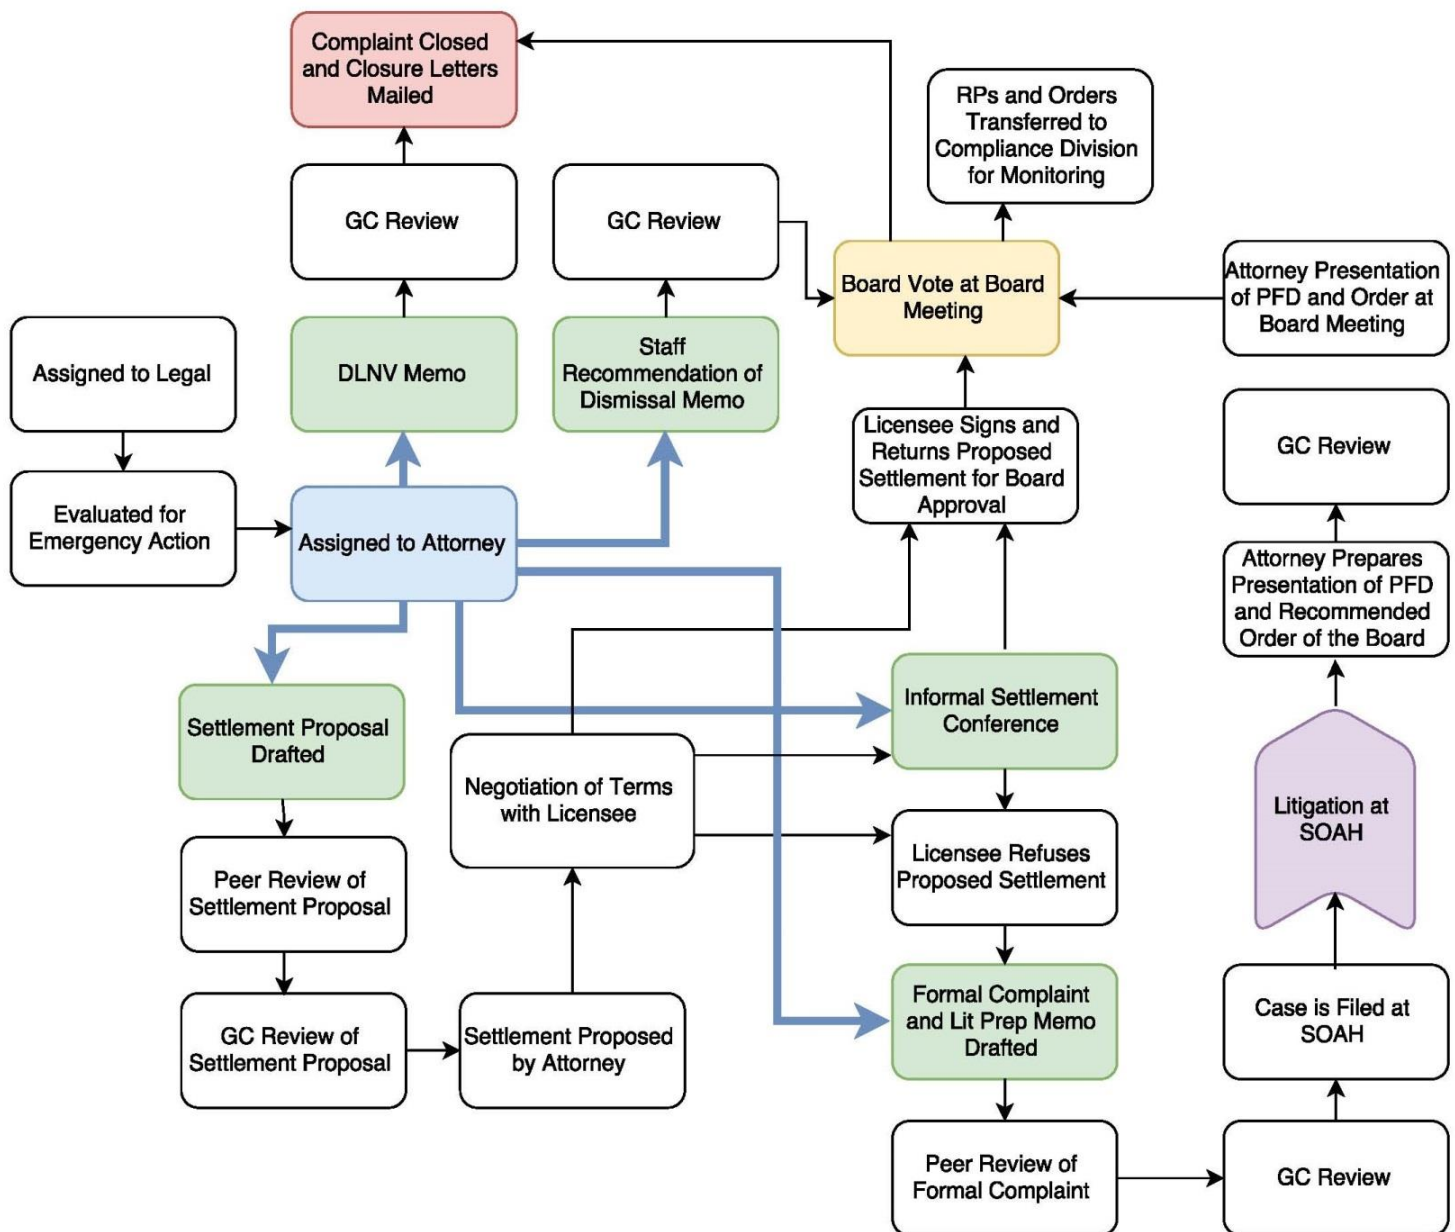 Complaint Closed
and Closure Letters
Mailed
RPs and Orders
Transferred to
Compliance Division
for Monitoring
GC Review
GC Review
Board Vote at Board
Meeting
Attorney Presentation
of PFD and Order at
Board Meeting
Assigned to Legal
DLNV Memo
Staff
Recommendation of
Dismissal Memo
Licensee Signs and
Returns Proposed
Settlement for Board
Approval
GC Review
Evaluated for
Emergency Action
Assigned to Attorney
Attorney Prepares
Presentation of PFD
and Recommended
Order of the Board
Settlement Proposal
Drafted
Informal Settlement
Conference
Negotiation of Terms
with Licensee
Litigation at
SOAH
Peer Review of
Settlement Proposal
Licensee Refuses
Proposed Settlement
GC Review of
Settlement Proposal
Settlement Proposed
by Attorney
Formal Complaint
and Lit Prep Memo
Drafted
Case is Filed at
SOAH
Peer Review of
Formal Complaint
GC Review